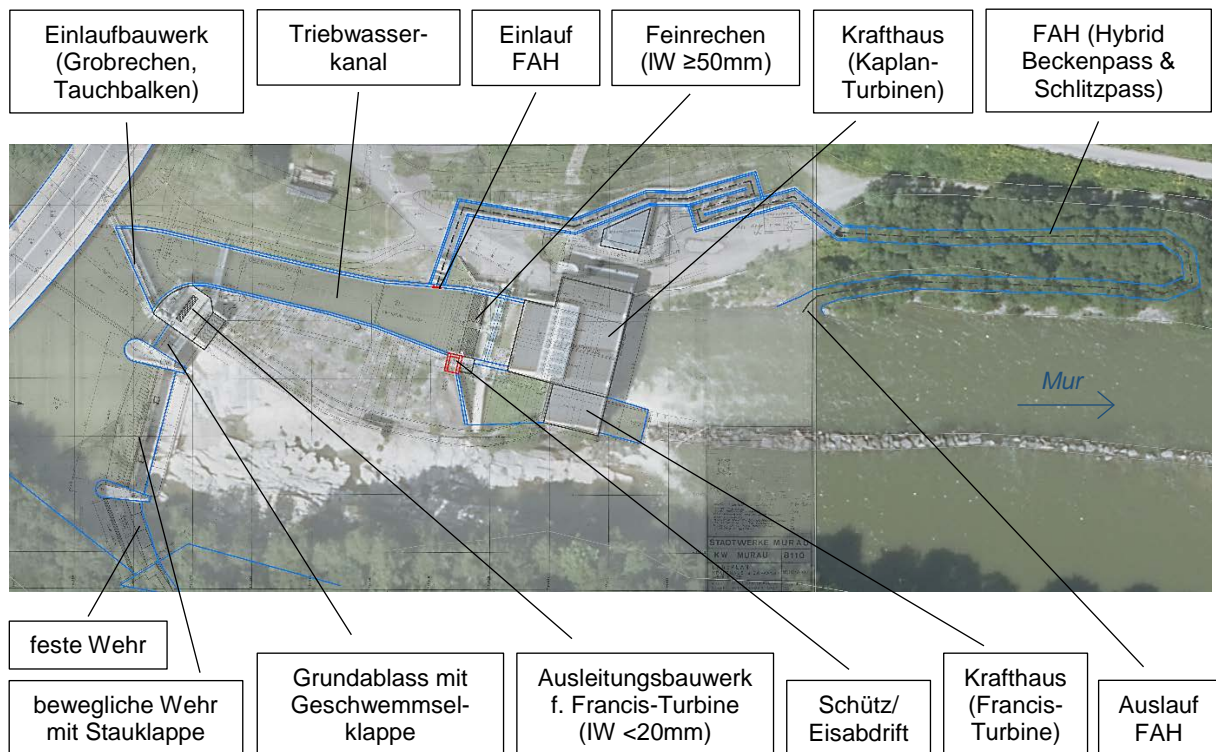 Einlaufbauwerk
(Grobrechen,
Tauchbalken)
Triebwasser-
kanal
Einlauf
FAH
Feinrechen
(IW ≥50mm)
Krafthaus
(Kaplan-
Turbinen)
FAH (Hybrid
Beckenpass &
Schlitzpass)
Mur
STADTWERKE MURAU
KW. MURAU
feste Wehr
bewegliche Wehr
mit Stauklappe
Grundablass mit
Geschwemmsel-
klappe
Ausleitungsbauwerk
f. Francis-Turbine
(IW <20mm)
Schütz/
Eisabdrift
Krafthaus
(Francis-
Turbine)
Auslauf
FAH